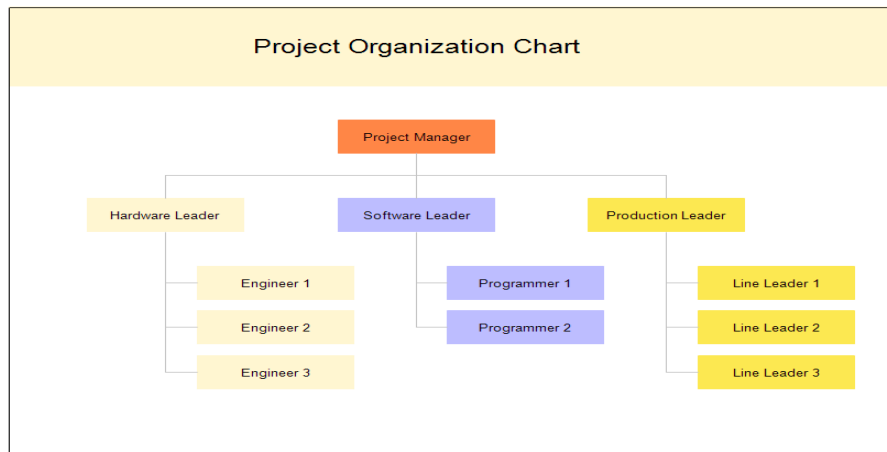 Project Organization Chart
Project Manager
Hardware Leader
Software Leader
Production Leader
Engineer 1
Programmer 1
Line Leader 1
Engineer 2
Programmer 2
Line Leader 2
Engineer 3
Line Leader 3